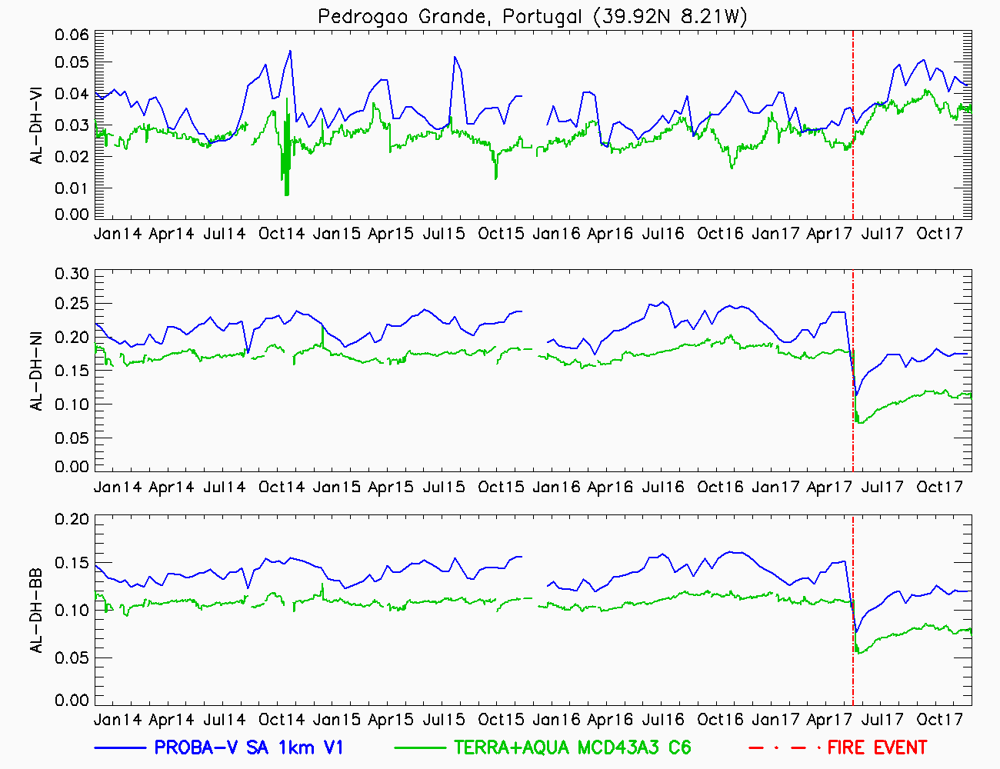 Pedrogao Grande, Portugal (39.92N 8.21W)
0.06
0.05
0.04
0.03
0.02
0.01
0.00
AL-DH-VI
Jan14 Apr14 Jul14 Oct14 Jan15 Apr15 Jul15 Oct15 Jan16 Apr16 Jul16 Oct16 Jan17 Apr17 Jul17 Oct17
0.30
0.25
0.20
0.15
0.10
0.05
0.00
AL-DH-NI
Jan14 Apr14 Jul14 Oct14 Jan15 Apr15 Jul15 Oct15 Jan16 Apr16 Jul16 Oct16 Jan17 Apr17 Jul17 Oct17
0.20
0.15
0.10
0.05
0.00
AL-DH-BB
Jan14 Apr14 Jul14 Oct14 Jan15 Apr15 Jul15 Oct15 Jan16 Apr16 Jul16 Oct16 Jan17 Apr17 Jul17 Oct17
PROBA-V SA 1km V1 TERRA+AQUA MCD43A3 C6 FIRE EVENT